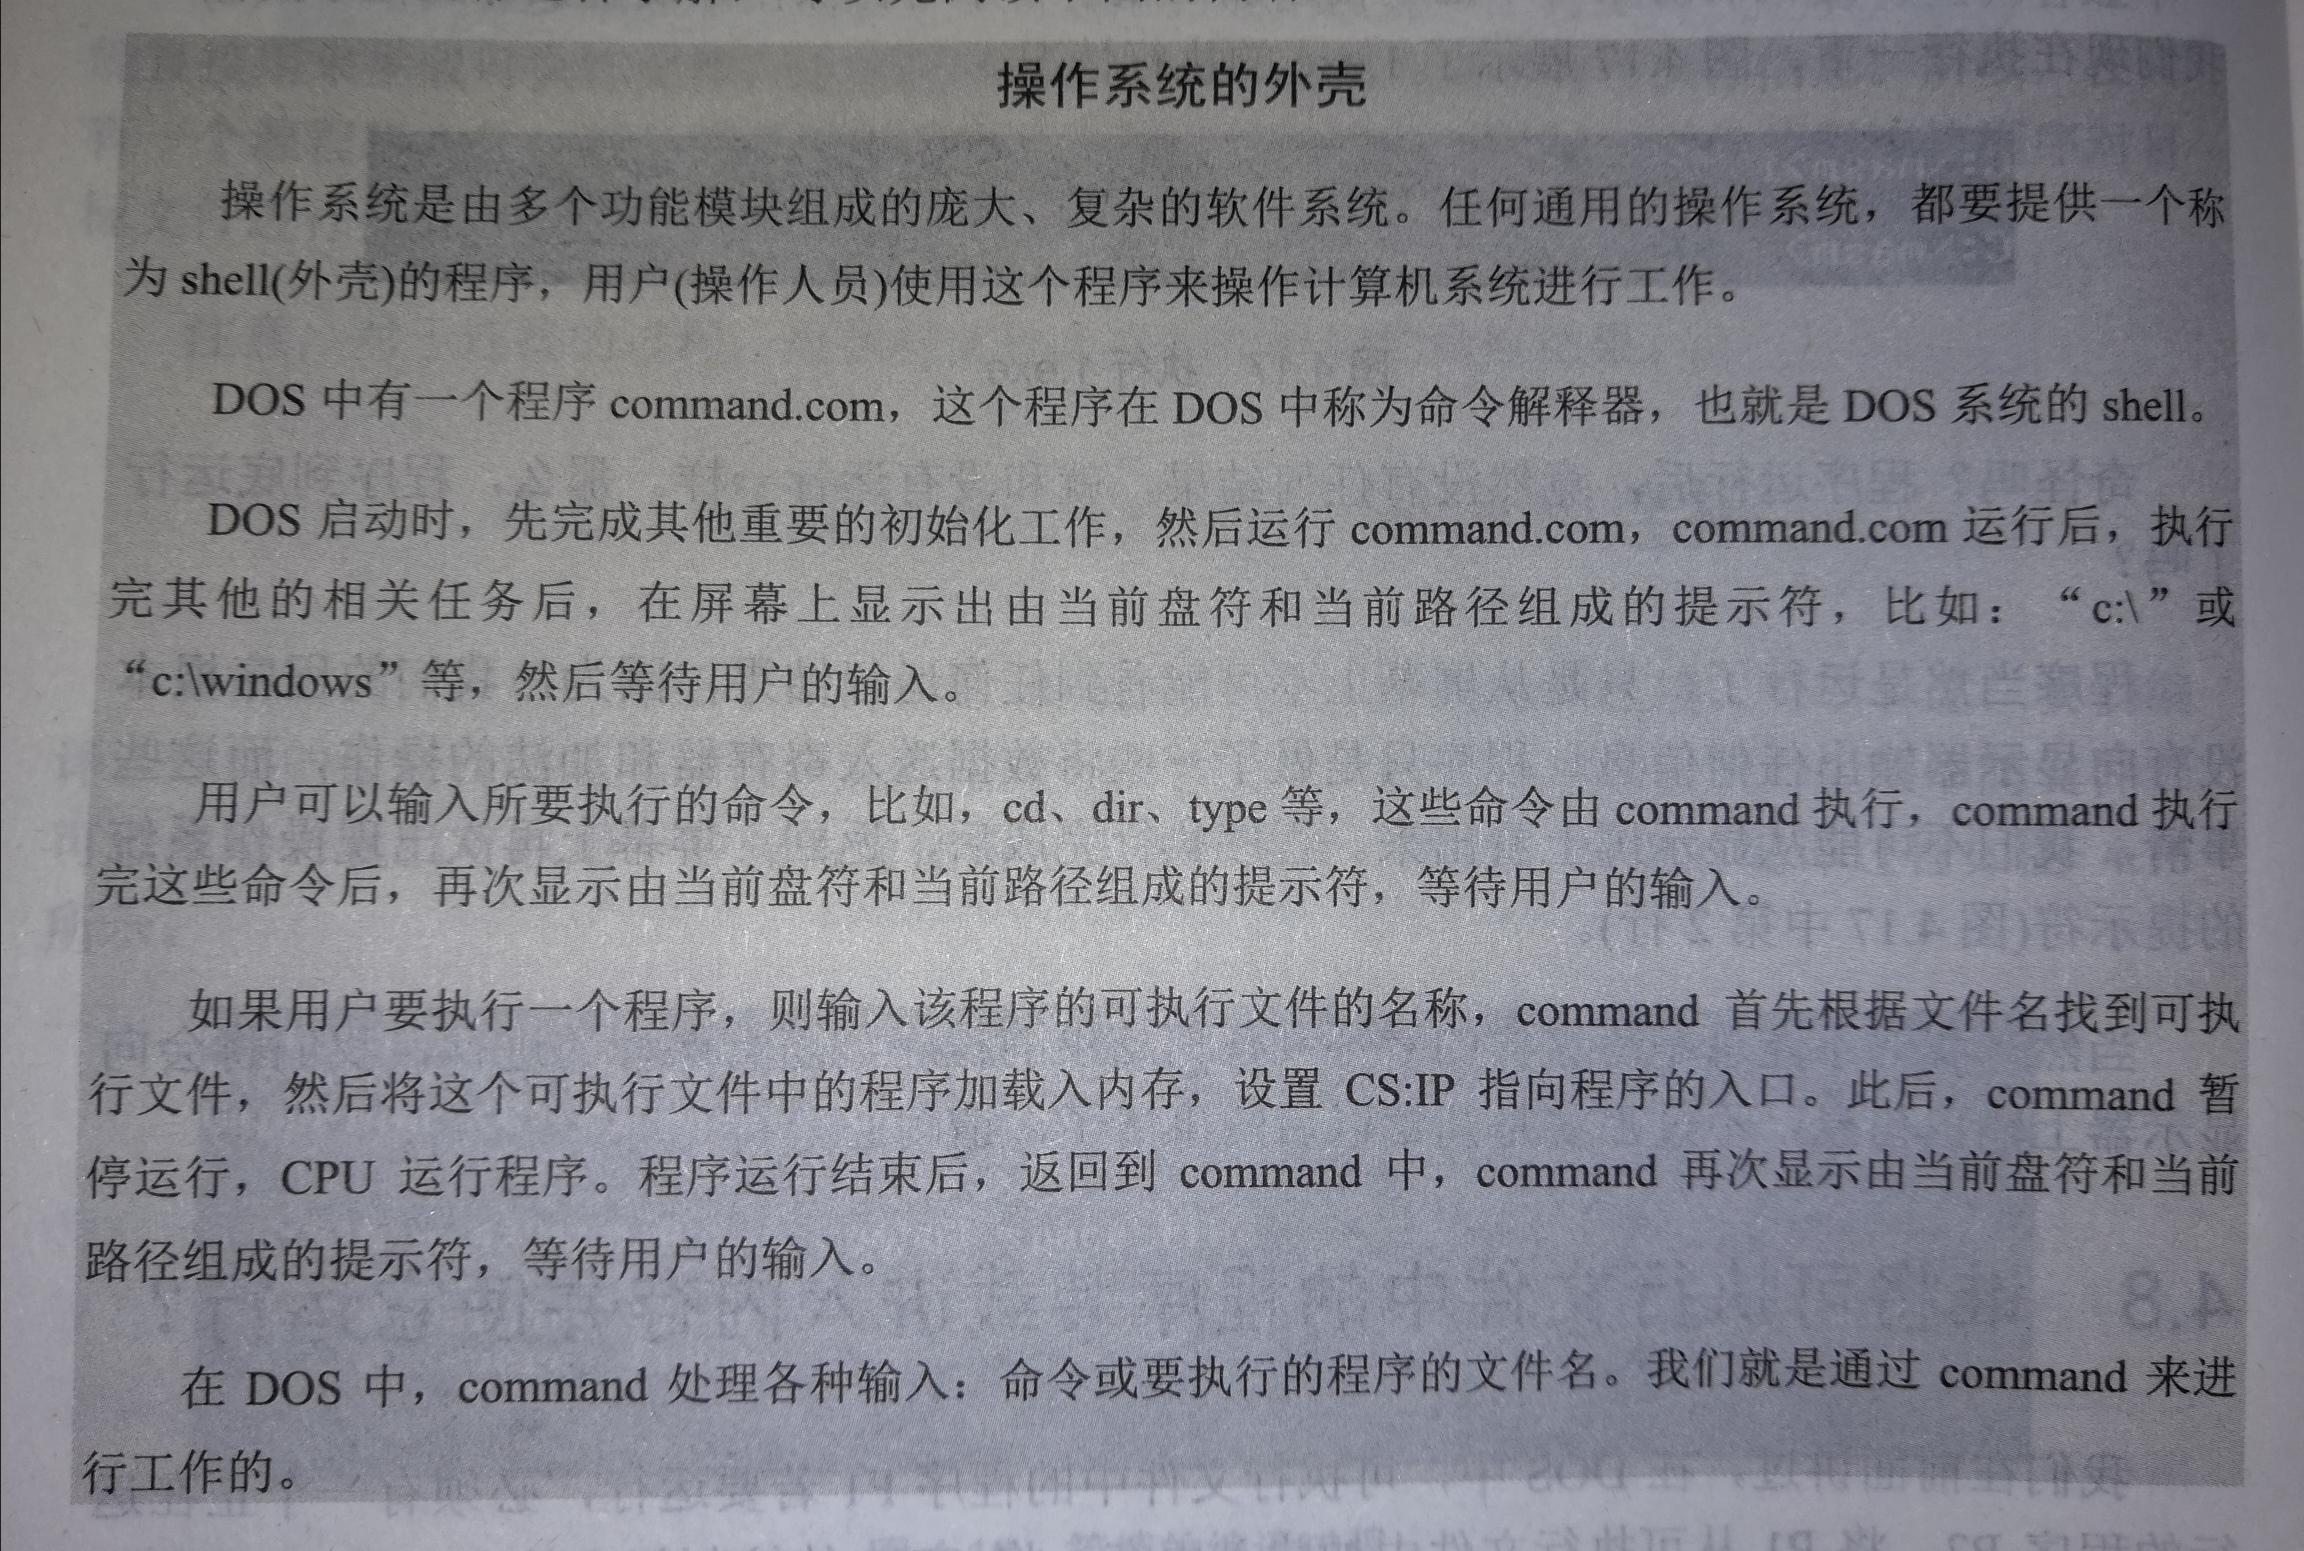 操作系统的外壳
操作系统是由多个功能模块组成的庞大、复杂的软件系统。任何通用的操作系统，都要提供一个称
为 shell(外壳)的程序，用户(操作人员)使用这个程序来操作计算机系统进行工作。
DOS 中有一个程序 command.com，这个程序在 DOS 中称为命令解释器，也就是 DOS 系统的 shell。
DOS 启动时，先完成其他重要的初始化工作，然后运行 command.com，command.com 运行后，执行
完其他的相关任务后，在屏幕上显示出由当前盘符和当前路径组成的提示符，比如：“c:\”或
“c:\windows”等，然后等待用户的输入。
用户可以输入所要执行的命令，比如，cd、dir、type 等，这些命令由 command 执行，command 执行
完这些命令后，再次显示由当前盘符和当前路径组成的提示符，等待用户的输入。
如果用户要执行一个程序，则输入该程序的可执行文件的名称，command 首先根据文件名找到可执
行文件，然后将这个可执行文件中的程序加载入内存，设置 CS:IP 指向程序的入口。此后，command 暂
停运行，CPU 运行程序。程序运行结束后，返回到 command 中，command 再次显示由当前盘符和当前
路径组成的提示符，等待用户的输入。
在 DOS 中，command 处理各种输入：命令或要执行的程序的文件名。我们就是通过 command 来进
行工作的。